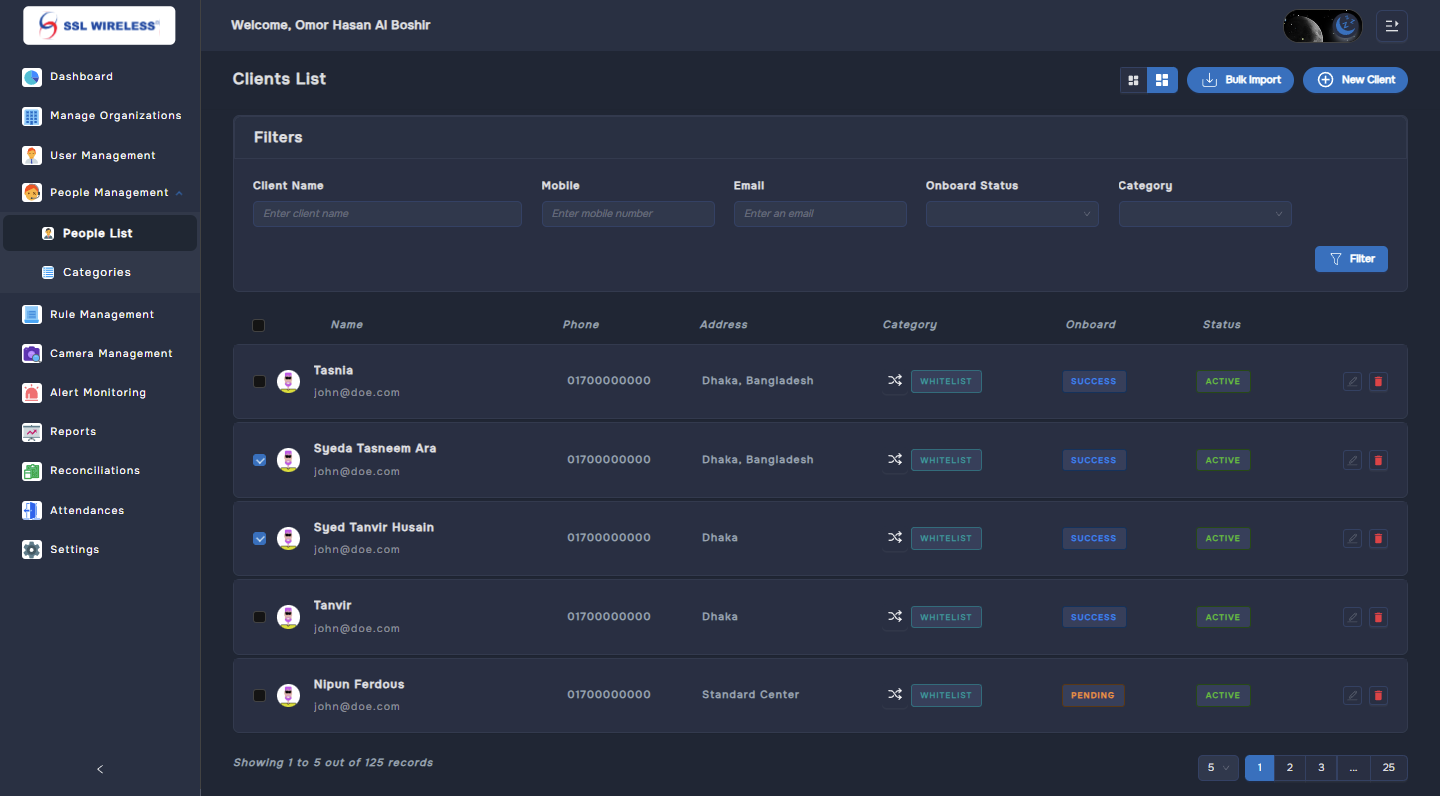 SSL WIRELESS
Welcome, Omor Hasan Al Boshir
Dashboard
Manage Organizations
User Management
People Management
People List
Categories
Rule Management
Camera Management
Alert Monitoring
Reports
Reconciliations
Attendances
Settings
Clients List
Bulk Import
New Client
Filters
Client Name Mobile Email Onboard Status Category
Enter client name Enter mobile number Enter an email
Filter
Name Phone Address Category Onboard Status
Tasnia
john@doe.com 01700000000 Dhaka, Bangladesh WHITELIST SUCCESS ACTIVE
Syeda Tasneem Ara
john@doe.com 01700000000 Dhaka, Bangladesh WHITELIST SUCCESS ACTIVE
Syed Tanvir Husain
john@doe.com 01700000000 Dhaka WHITELIST SUCCESS ACTIVE
Tanvir
john@doe.com 01700000000 Dhaka WHITELIST SUCCESS ACTIVE
Nipun Ferdous
john@doe.com 01700000000 Standard Center WHITELIST PENDING ACTIVE
Showing 1 to 5 out of 125 records
5 1 2 3 ... 25